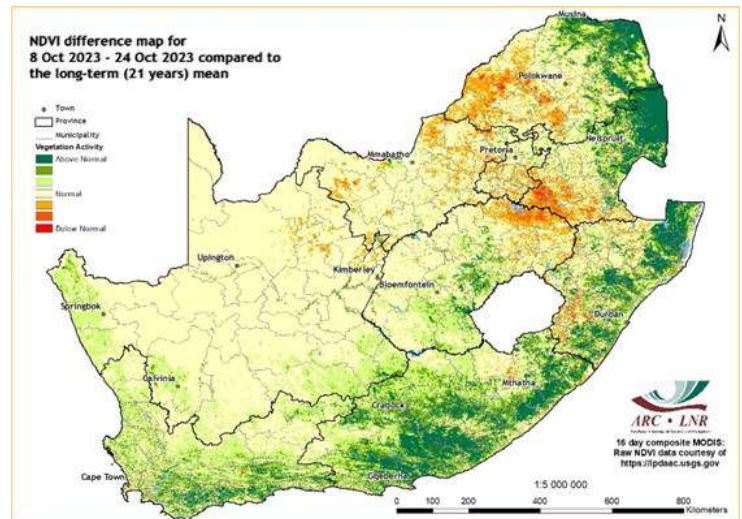 NDVI difference map for
8 Oct 2023 - 24 Oct 2023 compared to
the long-term (21 years) mean
Town
Province
Municipality
Vegetation Activity
Above Normal
Normal
Below Normal
N
Musina
Polokwane
Nelspruit
Pretoria
Mmabatho
Upington
Kimberley
Bloemfontein
Springbok
Durban
Calvinia
Mthatha
Cradock
Cape Town
Gqeberha
ARC • LNR
16 day composite MODIS:
Raw NDVI data courtesy of
https://lpdaac.usgs.gov
1:5 000 000
0 100 200 400 600 800
Kilometers